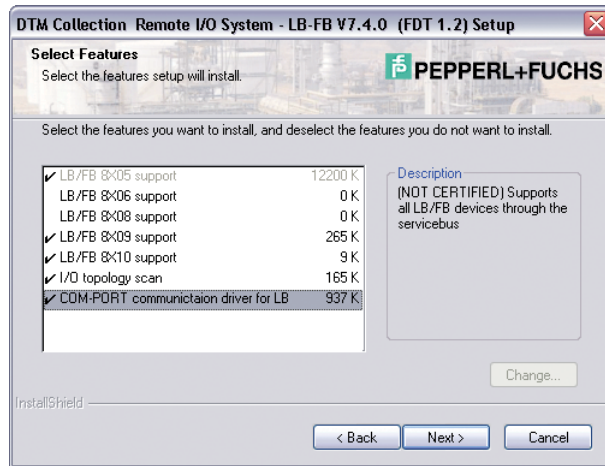 DTM Collection Remote I/O System - LB-FB V7.4.0 (FDT 1.2) Setup
Select Features
Select the features setup will install.
PEPPERL+FUCHS
Select the features you want to install, and deselect the features you do not want to install.
LB/FB 8X05 support 12200 K
LB/FB 8X06 support 0 K
LB/FB 8X08 support 0 K
LB/FB 8X09 support 265 K
LB/FB 8X10 support 9 K
I/O topology scan 165 K
COM-PORT communictaion driver for LB 937 K
Description
(NOT CERTIFIED) Supports
all LB/FB devices through the
servicebus
Change...
InstallShield
< Back
Next >
Cancel